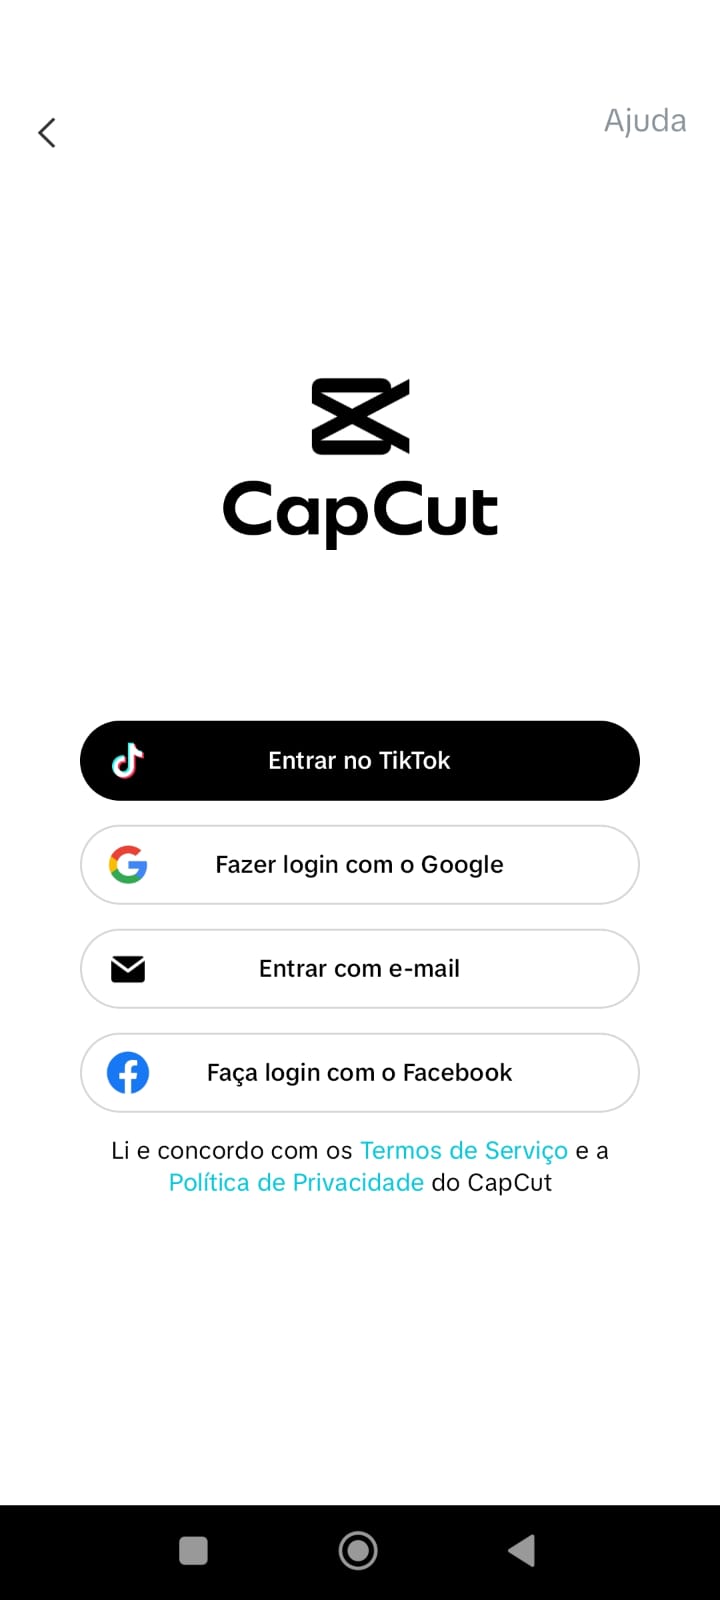 Ajuda
CapCut
Entrar no TikTok
Fazer login com o Google
Entrar com e-mail
Faça login com o Facebook
Li e concordo com os Termos de Serviço e a
Política de Privacidade do CapCut